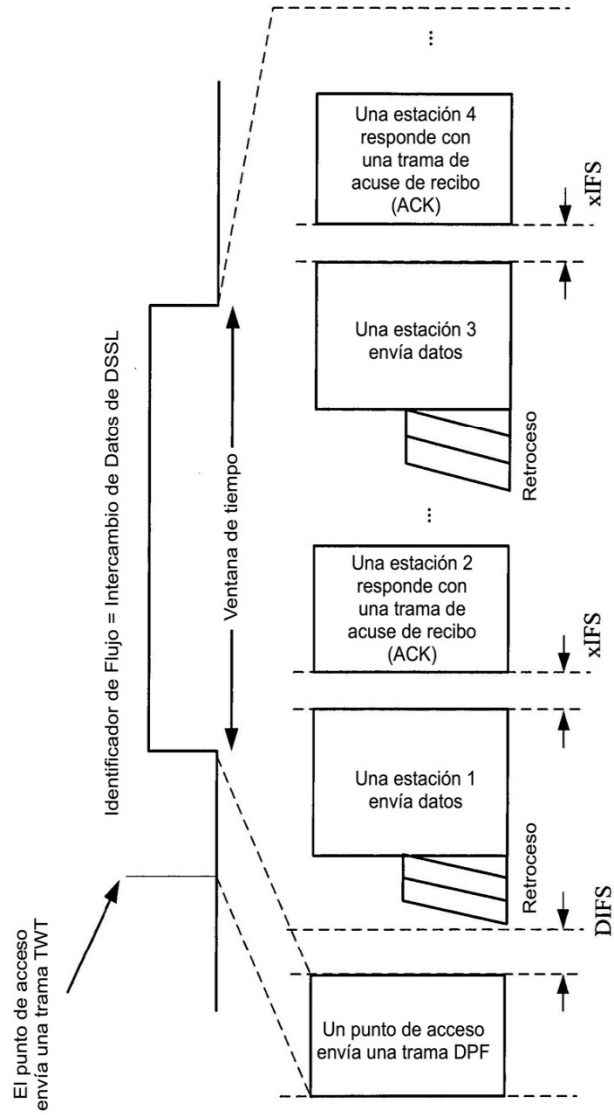 El punto de acceso
envía una trama TWT
Identificador de Flujo = Intercambio de Datos de DSSL
Ventana de tiempo
Un punto de acceso
envía una trama DPF
DIFS
Retroceso
Una estación 1
envía datos
xIFS
Una estación 2
responde con
una trama de
acuse de recibo
(ACK)
...
Retroceso
Una estación 3
envía datos
xIFS
Una estación 4
responde con
una trama de
acuse de recibo
(ACK)
...